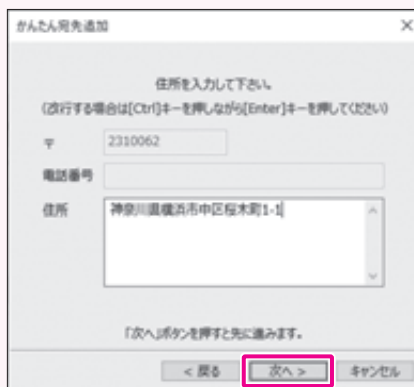 かんたん宛先追加
住所を入力して下さい。
(改行する場合は[Ctrl]キーを押しながら[Enter]キーを押してください)
〒 2310062
電話番号
住所 神奈川県横浜市中区桜木町1-1
「次へ」ボタンを押すと先に進みます。
< 戻る 次へ > キャンセル